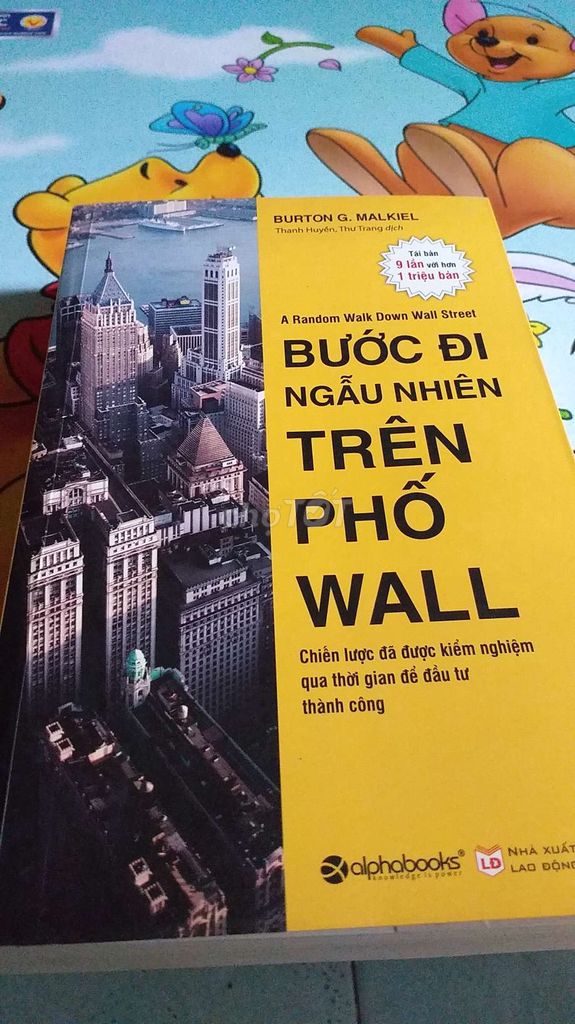 BURTON G. MALKIEL
Thanh Huyền, Thư Trang dịch
Tái bản
9 lần với hơn
1 triệu bản
A Random Walk Down Wall Street
BƯỚC ĐI
NGẪU NHIÊN
TRÊN
PHỐ
WALL
Chiến lược đã được kiểm nghiệm
qua thời gian để đầu tư
thành công
alphabooks®
knowledge is power
LĐ
NHÀ XUẤT
LAO ĐỘNG